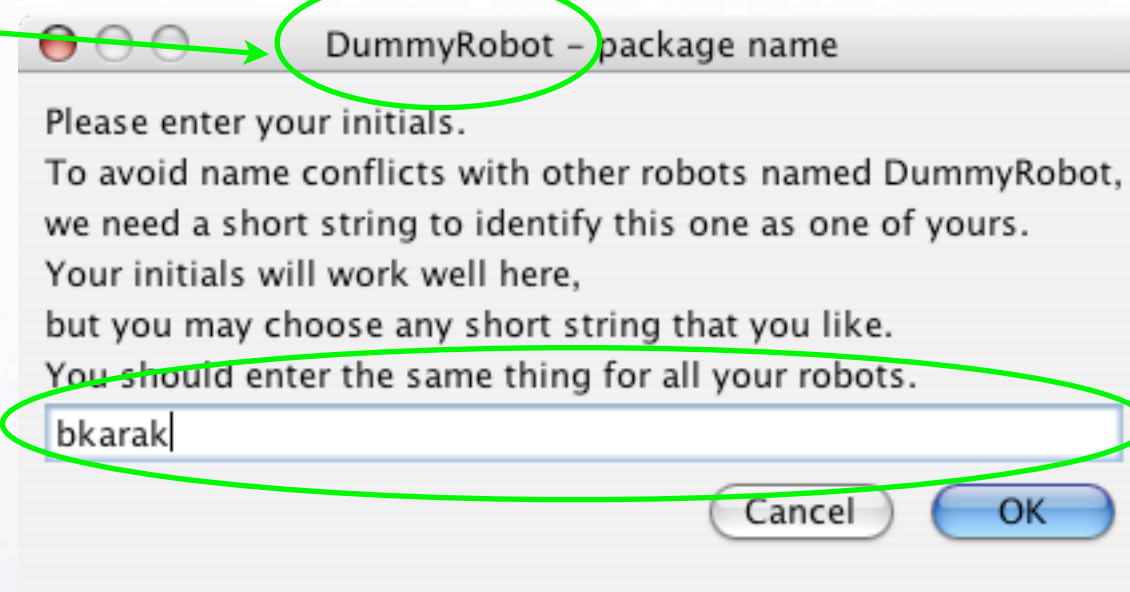 DummyRobot – package name
Please enter your initials.
To avoid name conflicts with other robots named DummyRobot,
we need a short string to identify this one as one of yours.
Your initials will work well here,
but you may choose any short string that you like.
You should enter the same thing for all your robots.
bkarak
Cancel OK